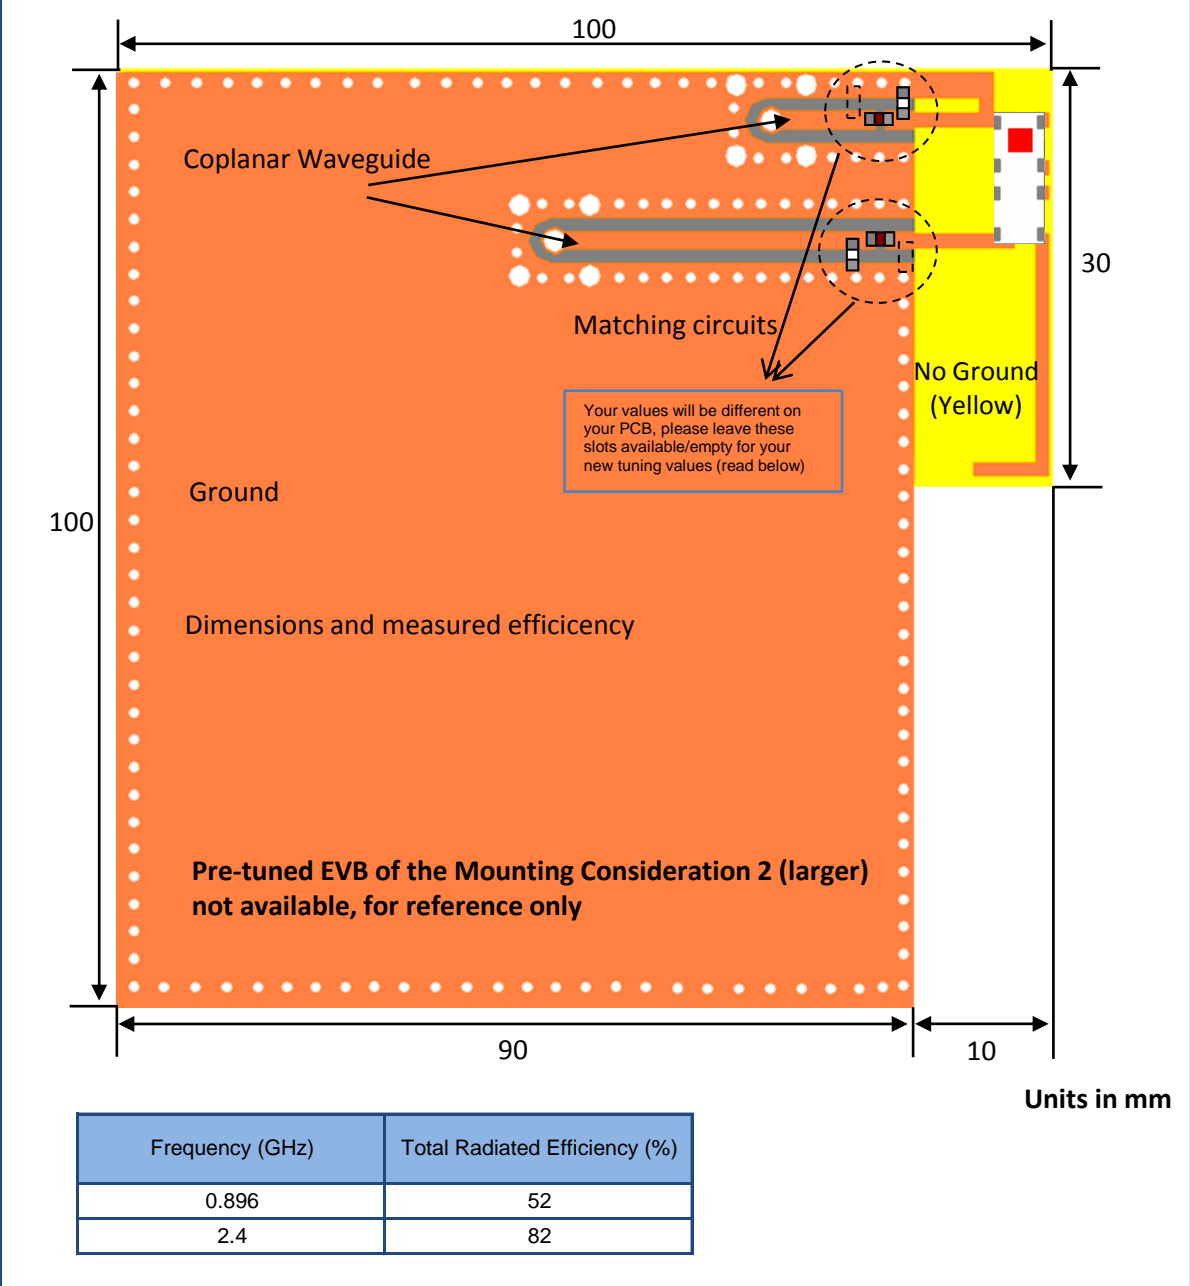 100
Coplanar Waveguide
30
Matching circuits
No Ground
(Yellow)
Your values will be different on
your PCB, please leave these
slots available/empty for your
new tuning values (read below)
Ground
100
Dimensions and measured efficicency
Pre-tuned EVB of the Mounting Consideration 2 (larger)
not available, for reference only
90
10
Units in mm
Frequency (GHz) Total Radiated Efficiency (%)
0.896 52
2.4 82